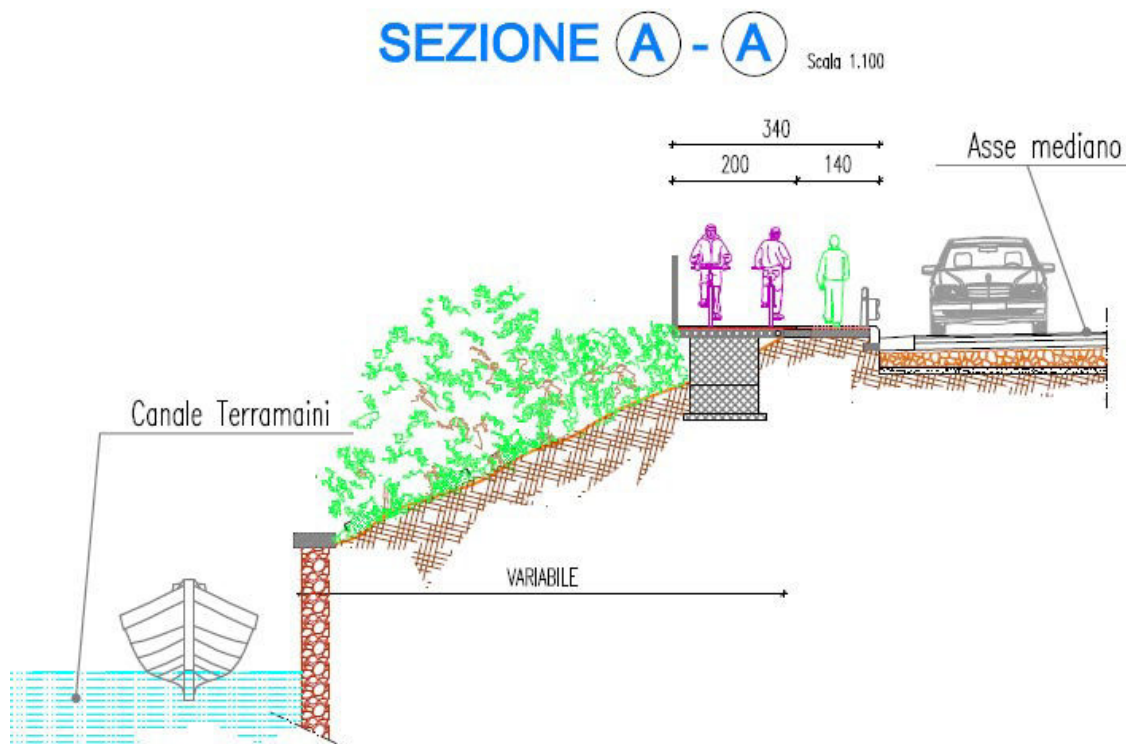 SEZIONE A - A Scala 1.100
340
200 140
Asse mediano
Canale Terramaini
VARIABILE